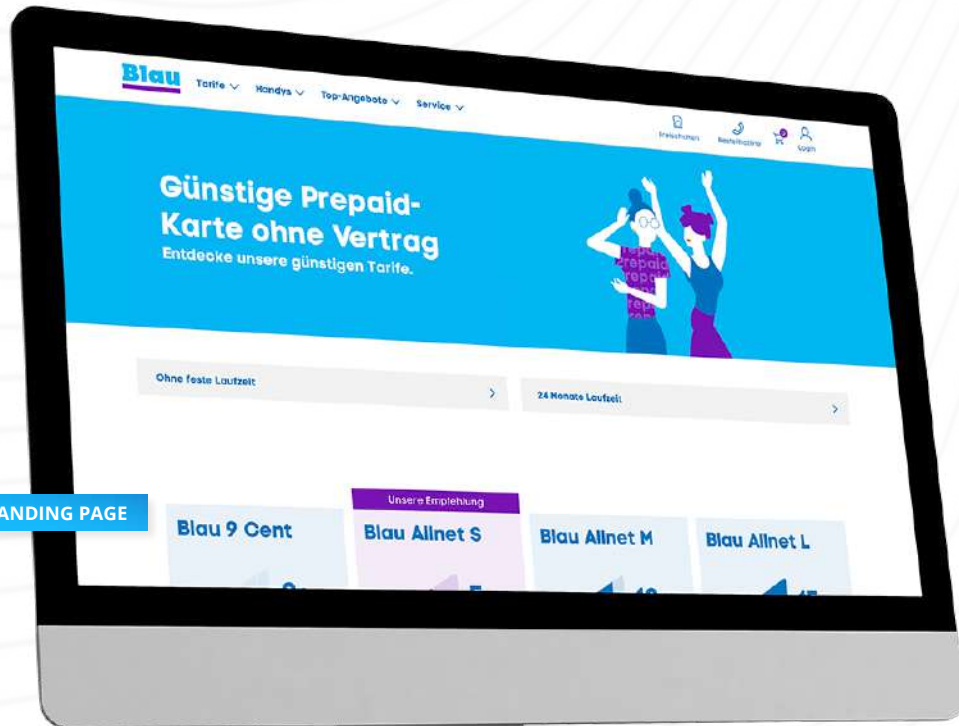 Blau
Tarife
Handys
Top-Angebote
Service
Login
Günstige Prepaid-
Karte ohne Vertrag
Entdecke unsere günstigen Tarife.
Ohne feste Laufzeit
24 Monate Laufzeit
ANDING PAGE
Unsere Empfehlung
Blau 9 Cent
Blau Allnet S
Blau Allnet M
Blau Allnet L